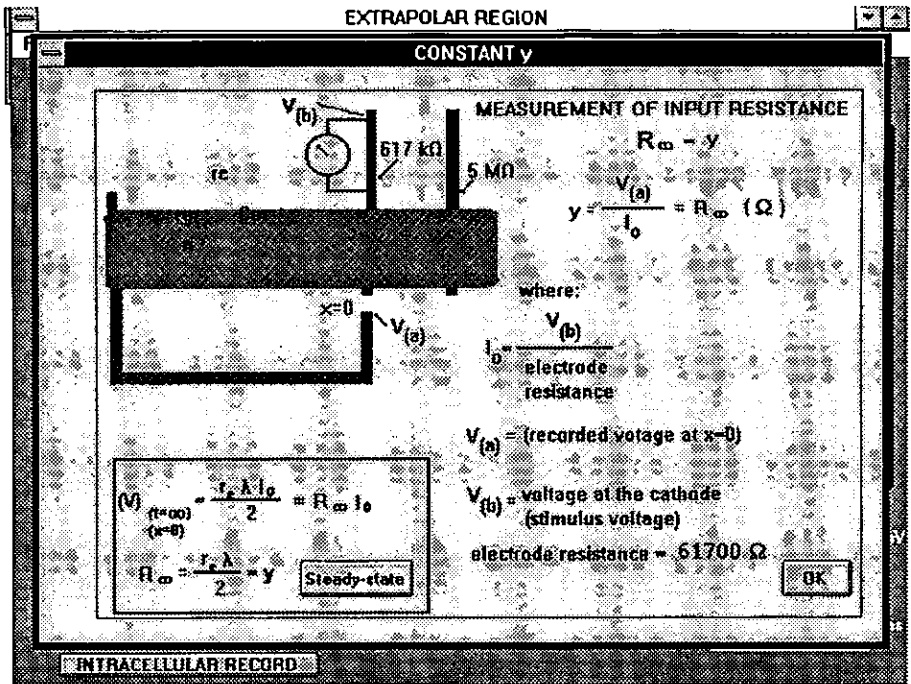 EXTRAPOLAR REGION
CONSTANT y
V(b)
617 kΩ
5 MΩ
re
x=0
V(a)
MEASUREMENT OF INPUT RESISTANCE
R∞ - y
y = V(a) / I₀ = R∞ (Ω)
where:
I₀ = V(b) / electrode
resistance
V(a) = (recorded votage at x=0)
V(b) = voltage at the cathode
(stimulus voltage)
electrode resistance = 61700 Ω
(V) (t=∞) (x=0) = rₑ λ I₀ / 2 = R∞ I₀
R∞ = rₑ λ / 2 = y
Steady-state
OK
INTRACELLULAR RECORD